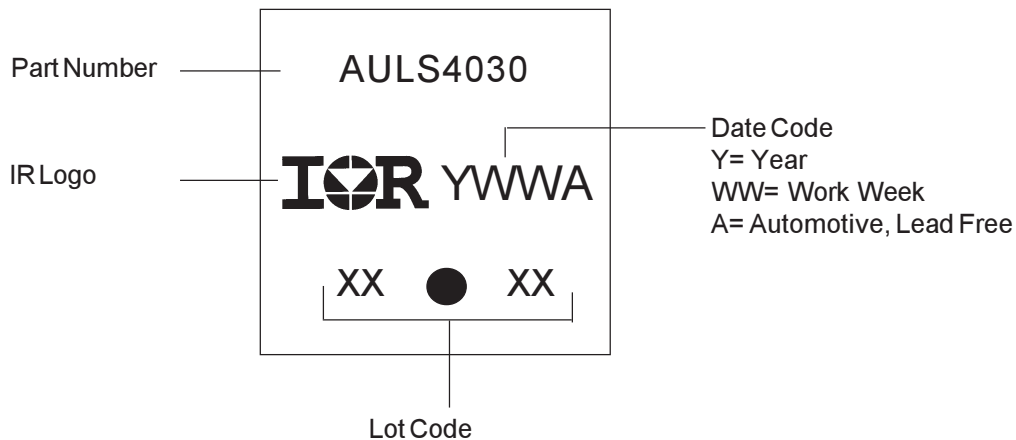 Part Number
AULS4030
IR Logo
IOR YWWA
Date Code
Y= Year
WW= Work Week
A= Automotive, Lead Free
XX XX
Lot Code